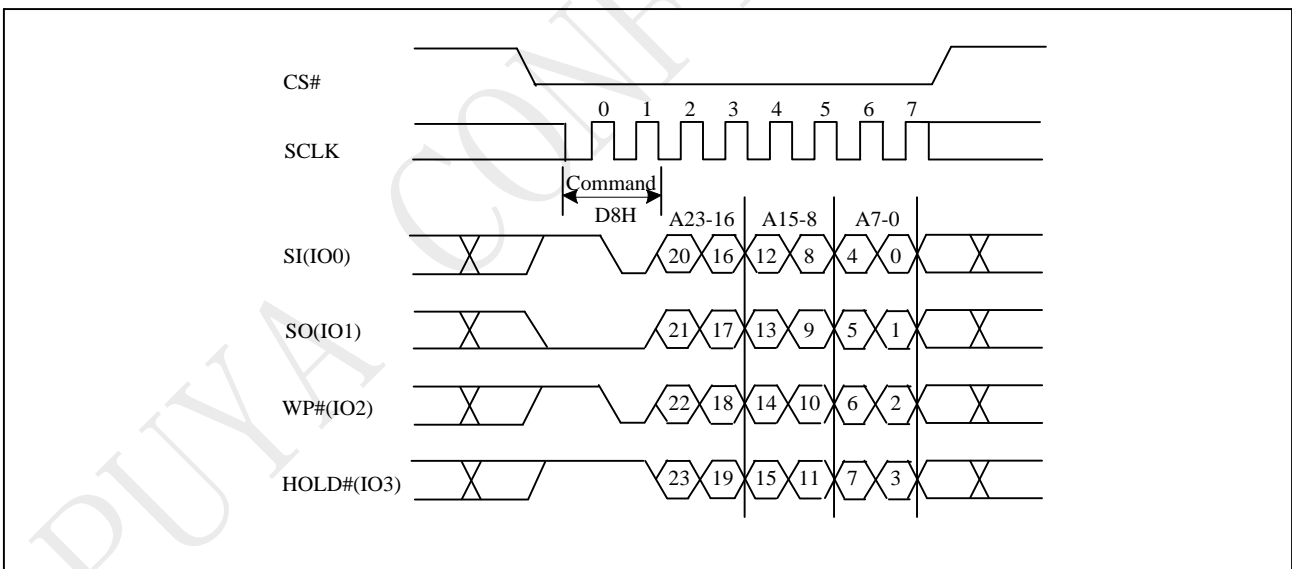 PUYA CONF
CS#
0 1 2 3 4 5 6 7
SCLK
Command
D8H
A23-16 A15-8 A7-0
SI(IO0) 20 16 12 8 4 0
SO(IO1) 21 17 13 9 5 1
WP#(IO2) 22 18 14 10 6 2
HOLD#(IO3) 23 19 15 11 7 3